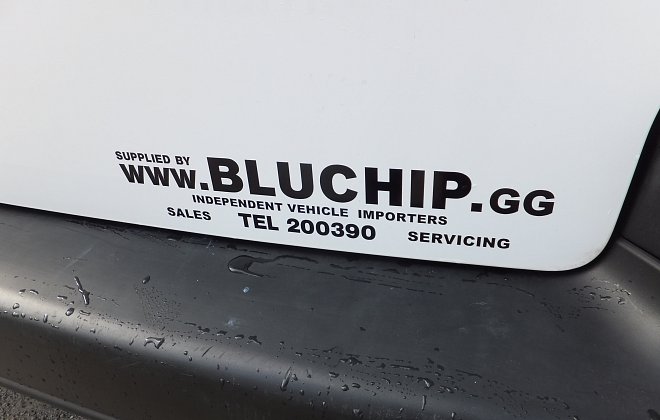 SUPPLIED BY
WWW.BLUCHIP.GG
INDEPENDENT VEHICLE IMPORTERS
SALES TEL 200390 SERVICING